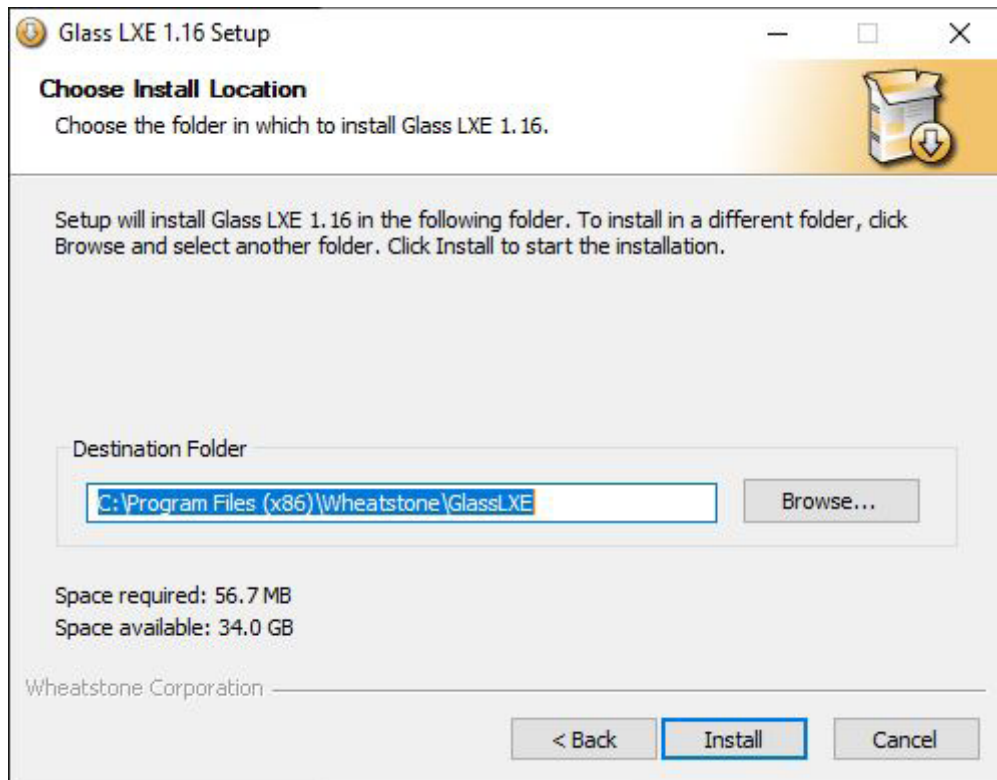 Glass LXE 1.16 Setup
Choose Install Location
Choose the folder in which to install Glass LXE 1.16.
Setup will install Glass LXE 1.16 in the following folder. To install in a different folder, click
Browse and select another folder. Click Install to start the installation.
Destination Folder
C:\Program Files (x86)\Wheatstone\GlassLXE
Browse...
Space required: 56.7 MB
Space available: 34.0 GB
Wheatstone Corporation
< Back
Install
Cancel